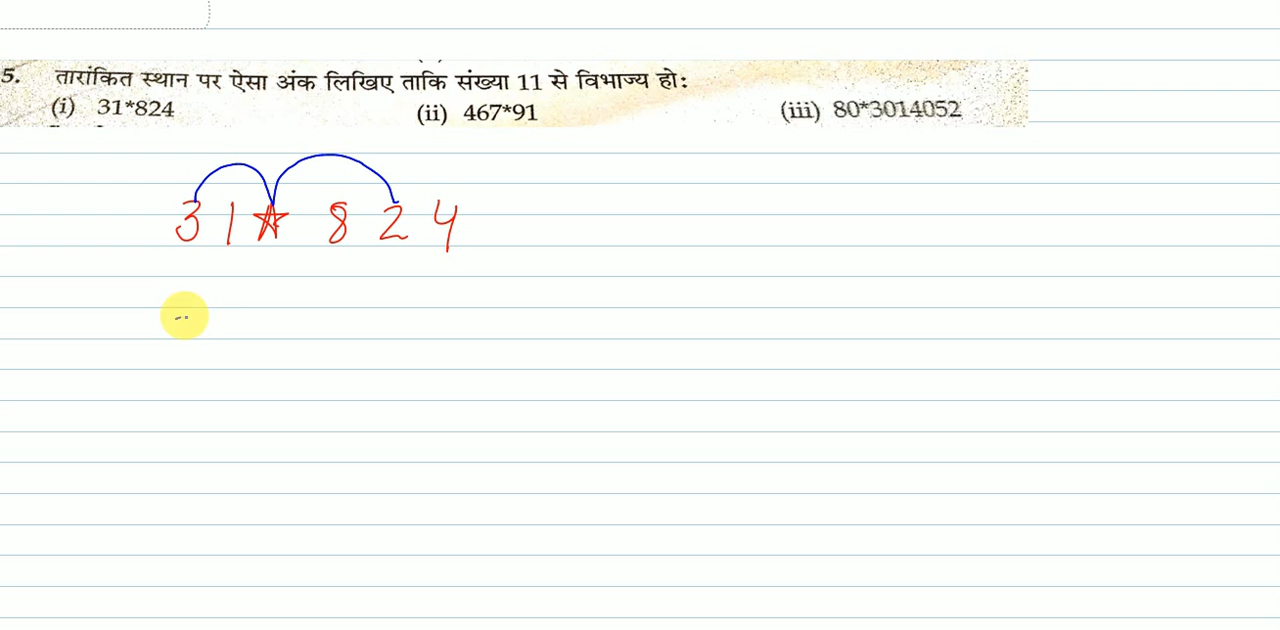 5. तारांकित स्थान पर ऐसा अंक लिखिए ताकि संख्या 11 से विभाज्य हो:
(i) 31*824 (ii) 467*91 (iii) 80*3014052
3 1 * 8 2 4